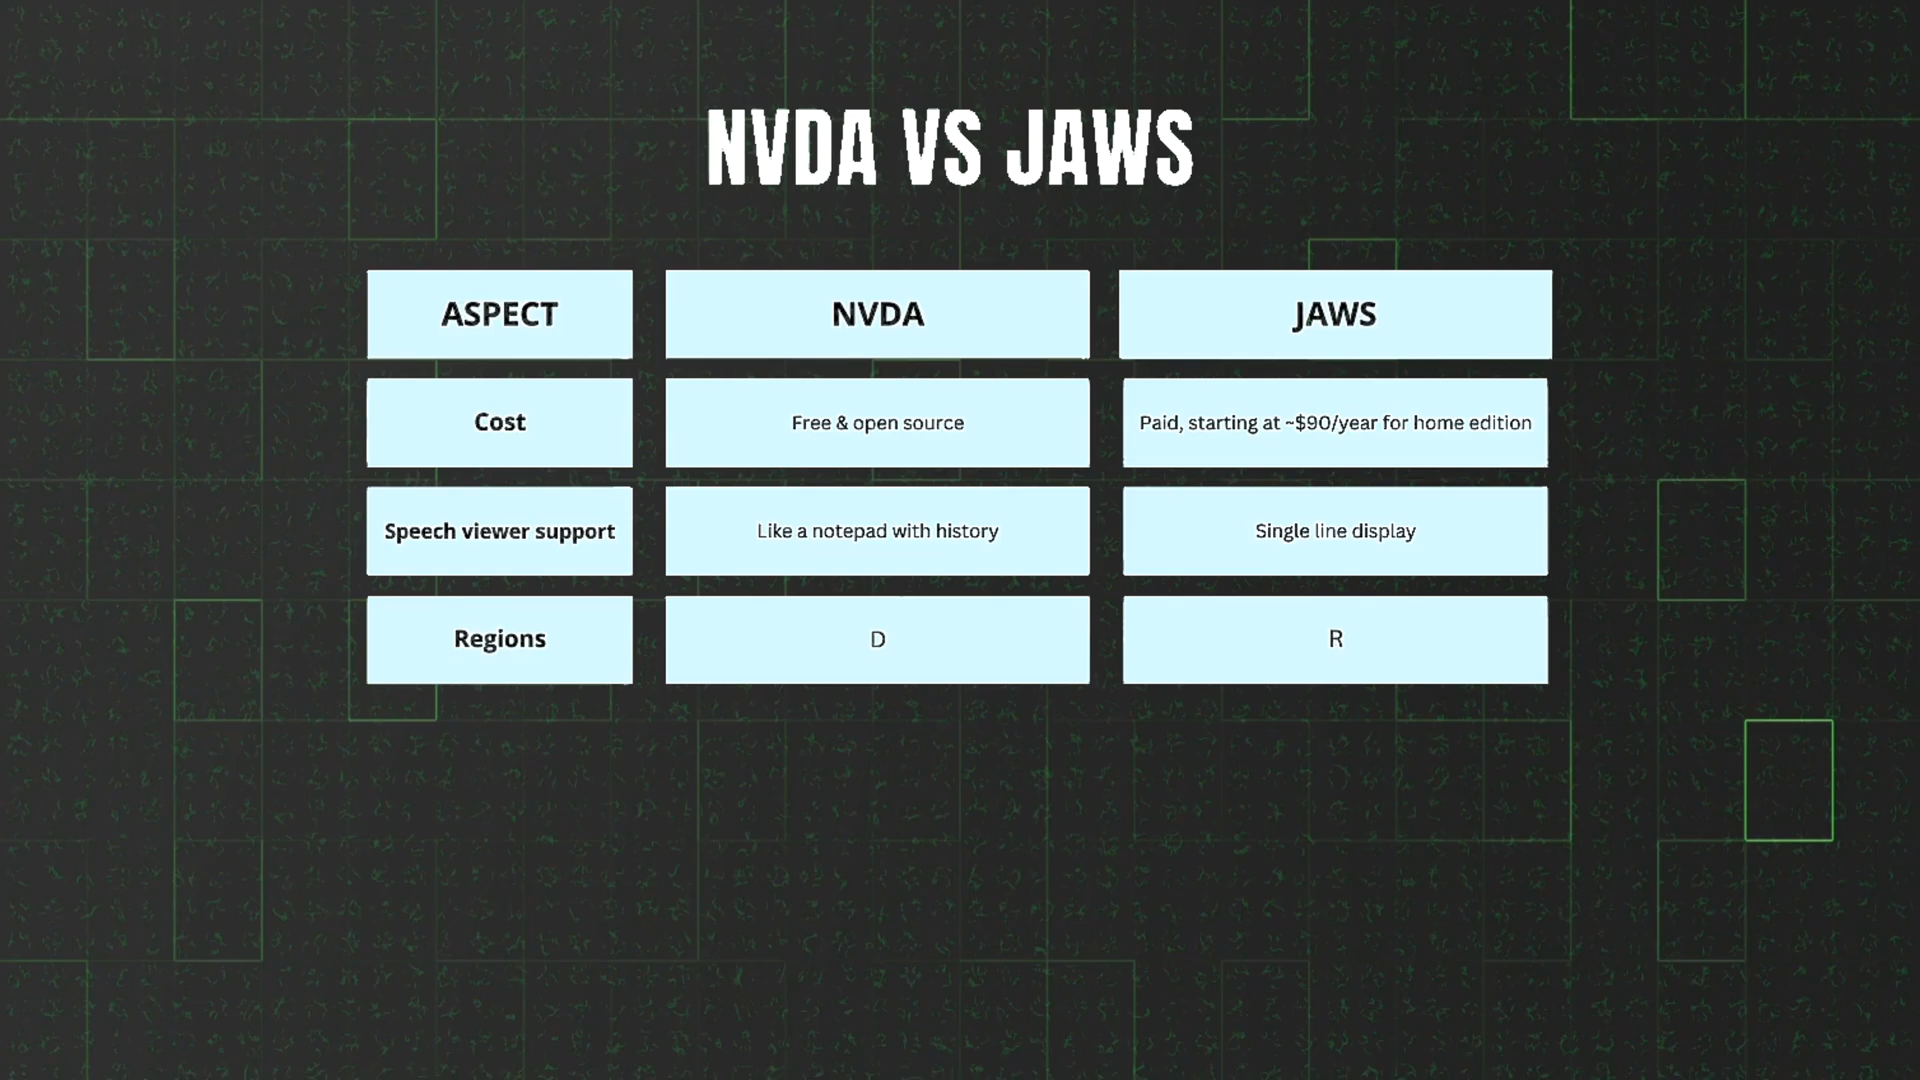 NVDA VS JAWS
ASPECT NVDA JAWS
Cost Free & open source Paid, starting at ~$90/year for home edition
Speech viewer support Like a notepad with history Single line display
Regions D R